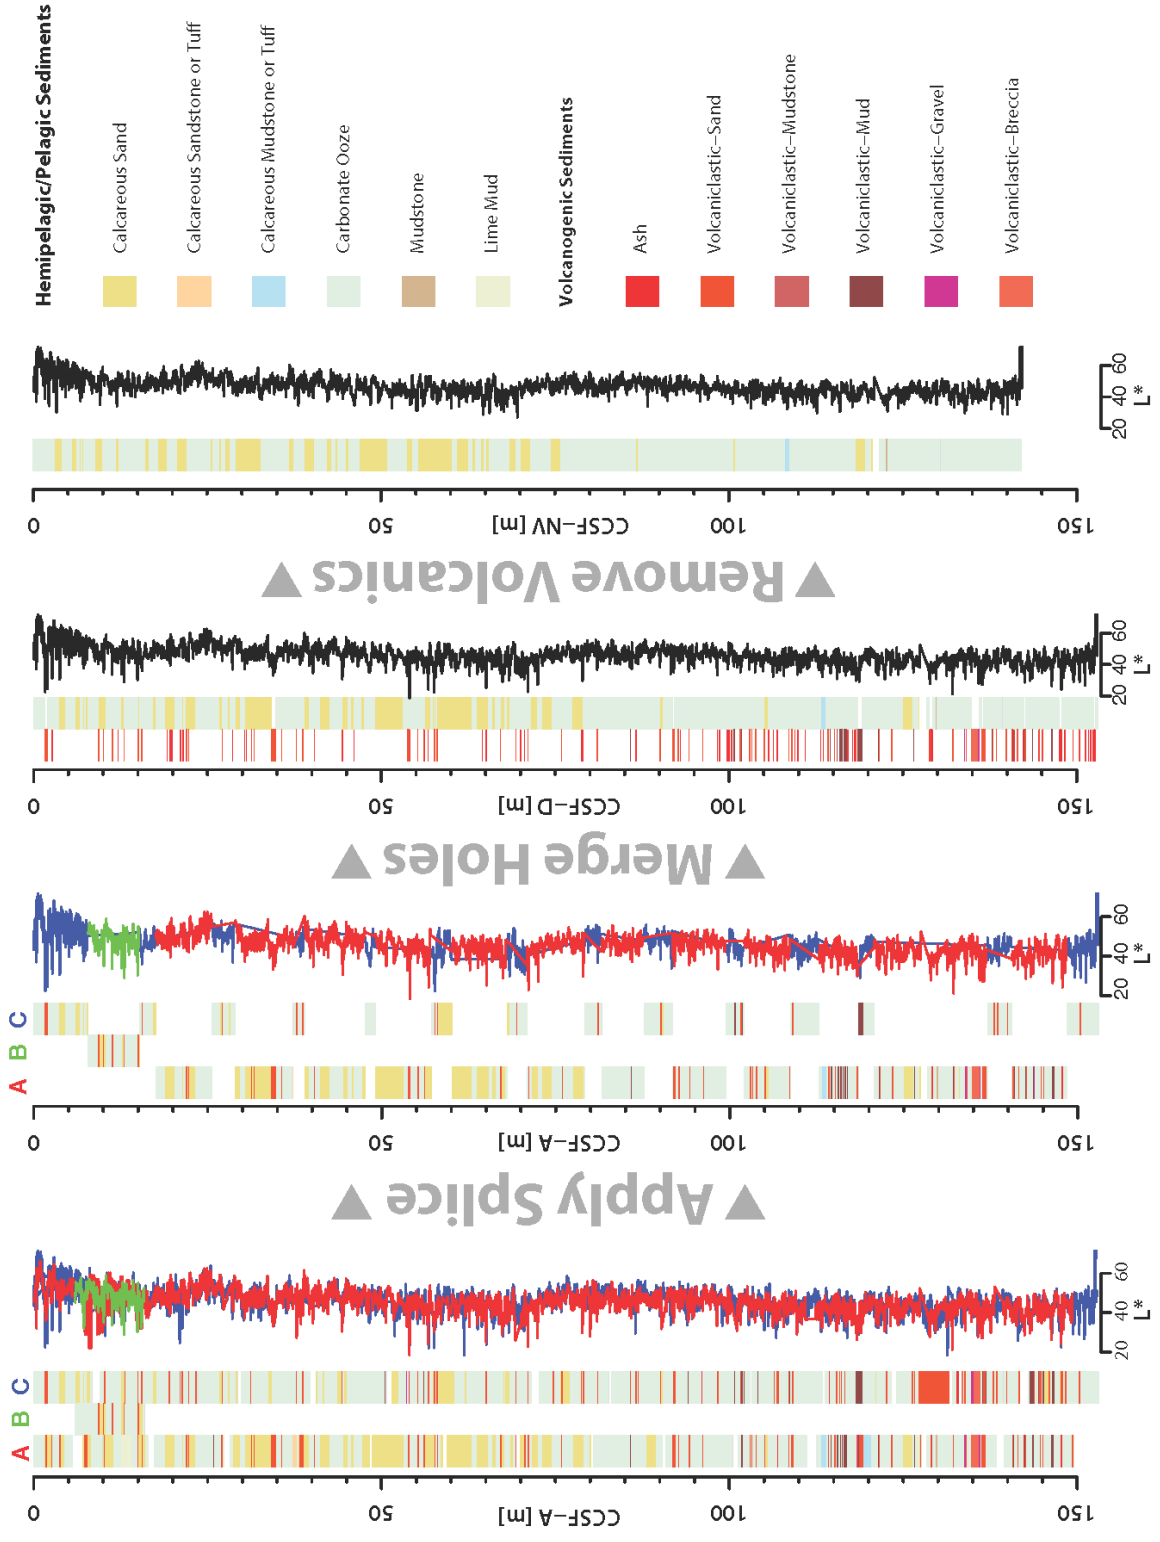 A B C
0
50
100
150
CCSF–A [m]
20 40 60
L*
Apply Splice
A B C
0
50
100
150
CCSF–A [m]
20 40 60
L*
Merge Holes
0
50
100
150
CCSF–D [m]
20 40 60
L*
Remove Volcanics
0
50
100
150
CCSF–NV [m]
20 40 60
L*
Hemipelagic/Pelagic Sediments
Calcareous Sand
Calcareous Sandstone or Tuff
Calcareous Mudstone or Tuff
Carbonate Ooze
Mudstone
Lime Mud
Volcanogenic Sediments
Ash
Volcaniclastic–Sand
Volcaniclastic–Mudstone
Volcaniclastic–Mud
Volcaniclastic–Gravel
Volcaniclastic–Breccia